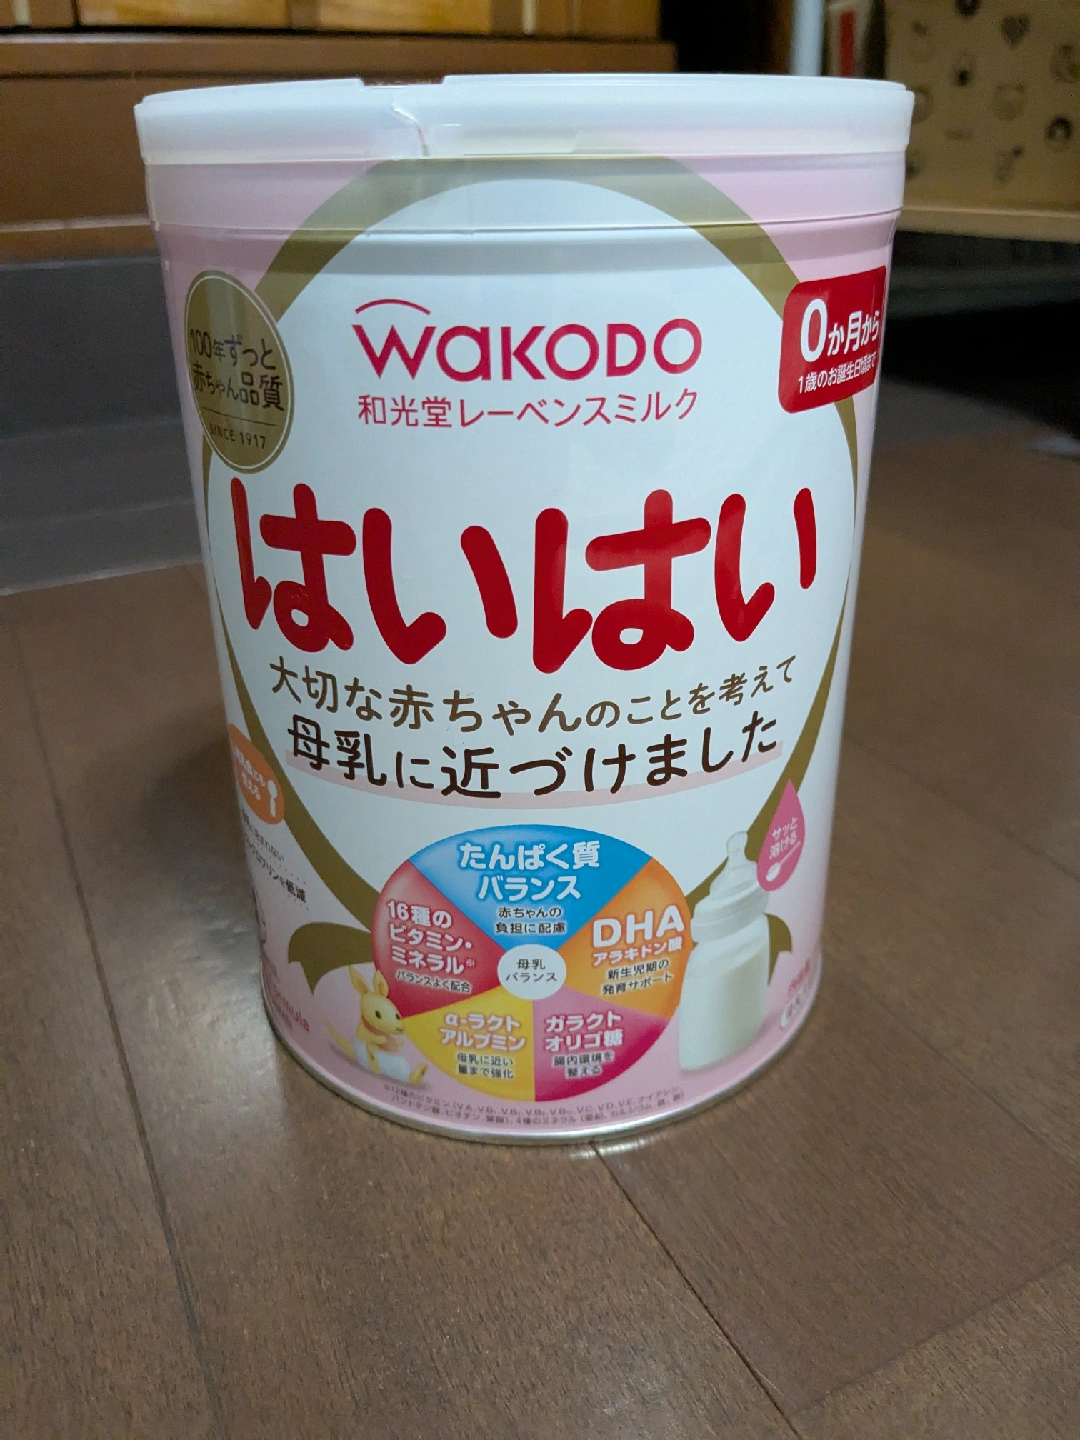 WAKODO
和光堂レーベンスミルク
0か月から
1歳のお誕生日頃まで
100年ずっと
赤ちゃん品質
SINCE 1917
はいはい
大切な赤ちゃんのことを考えて
母乳に近づけました
サッと
溶ける
たんぱく質
バランス
赤ちゃんの
負担に配慮
16種の
ビタミン・
ミネラル※
バランスよく配合
DHA
アラキドン酸
新生児期の
発育サポート
母乳
バランス
α-ラクト
アルブミン
母乳に近い
量まで強化
ガラクト
オリゴ糖
腸内環境を
整える